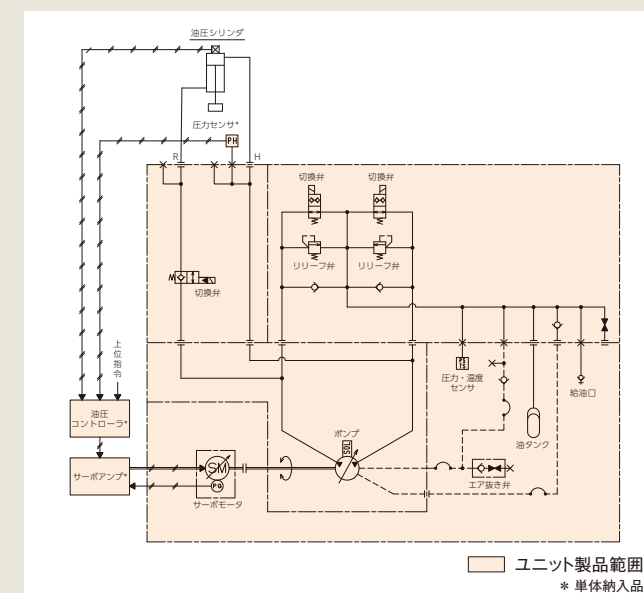 油圧シリンダ
圧力センサ*
PH
R
H
切換弁
切換弁
リリーフ弁
リリーフ弁
切換弁
上位指令
圧力・温度
センサ
給油口
油圧
コントローラ*
油タンク
ポンプ
SOL
サーボアンプ*
SM
PG
サーボモータ
エア抜き弁
ユニット製品範囲
* 単体納入品